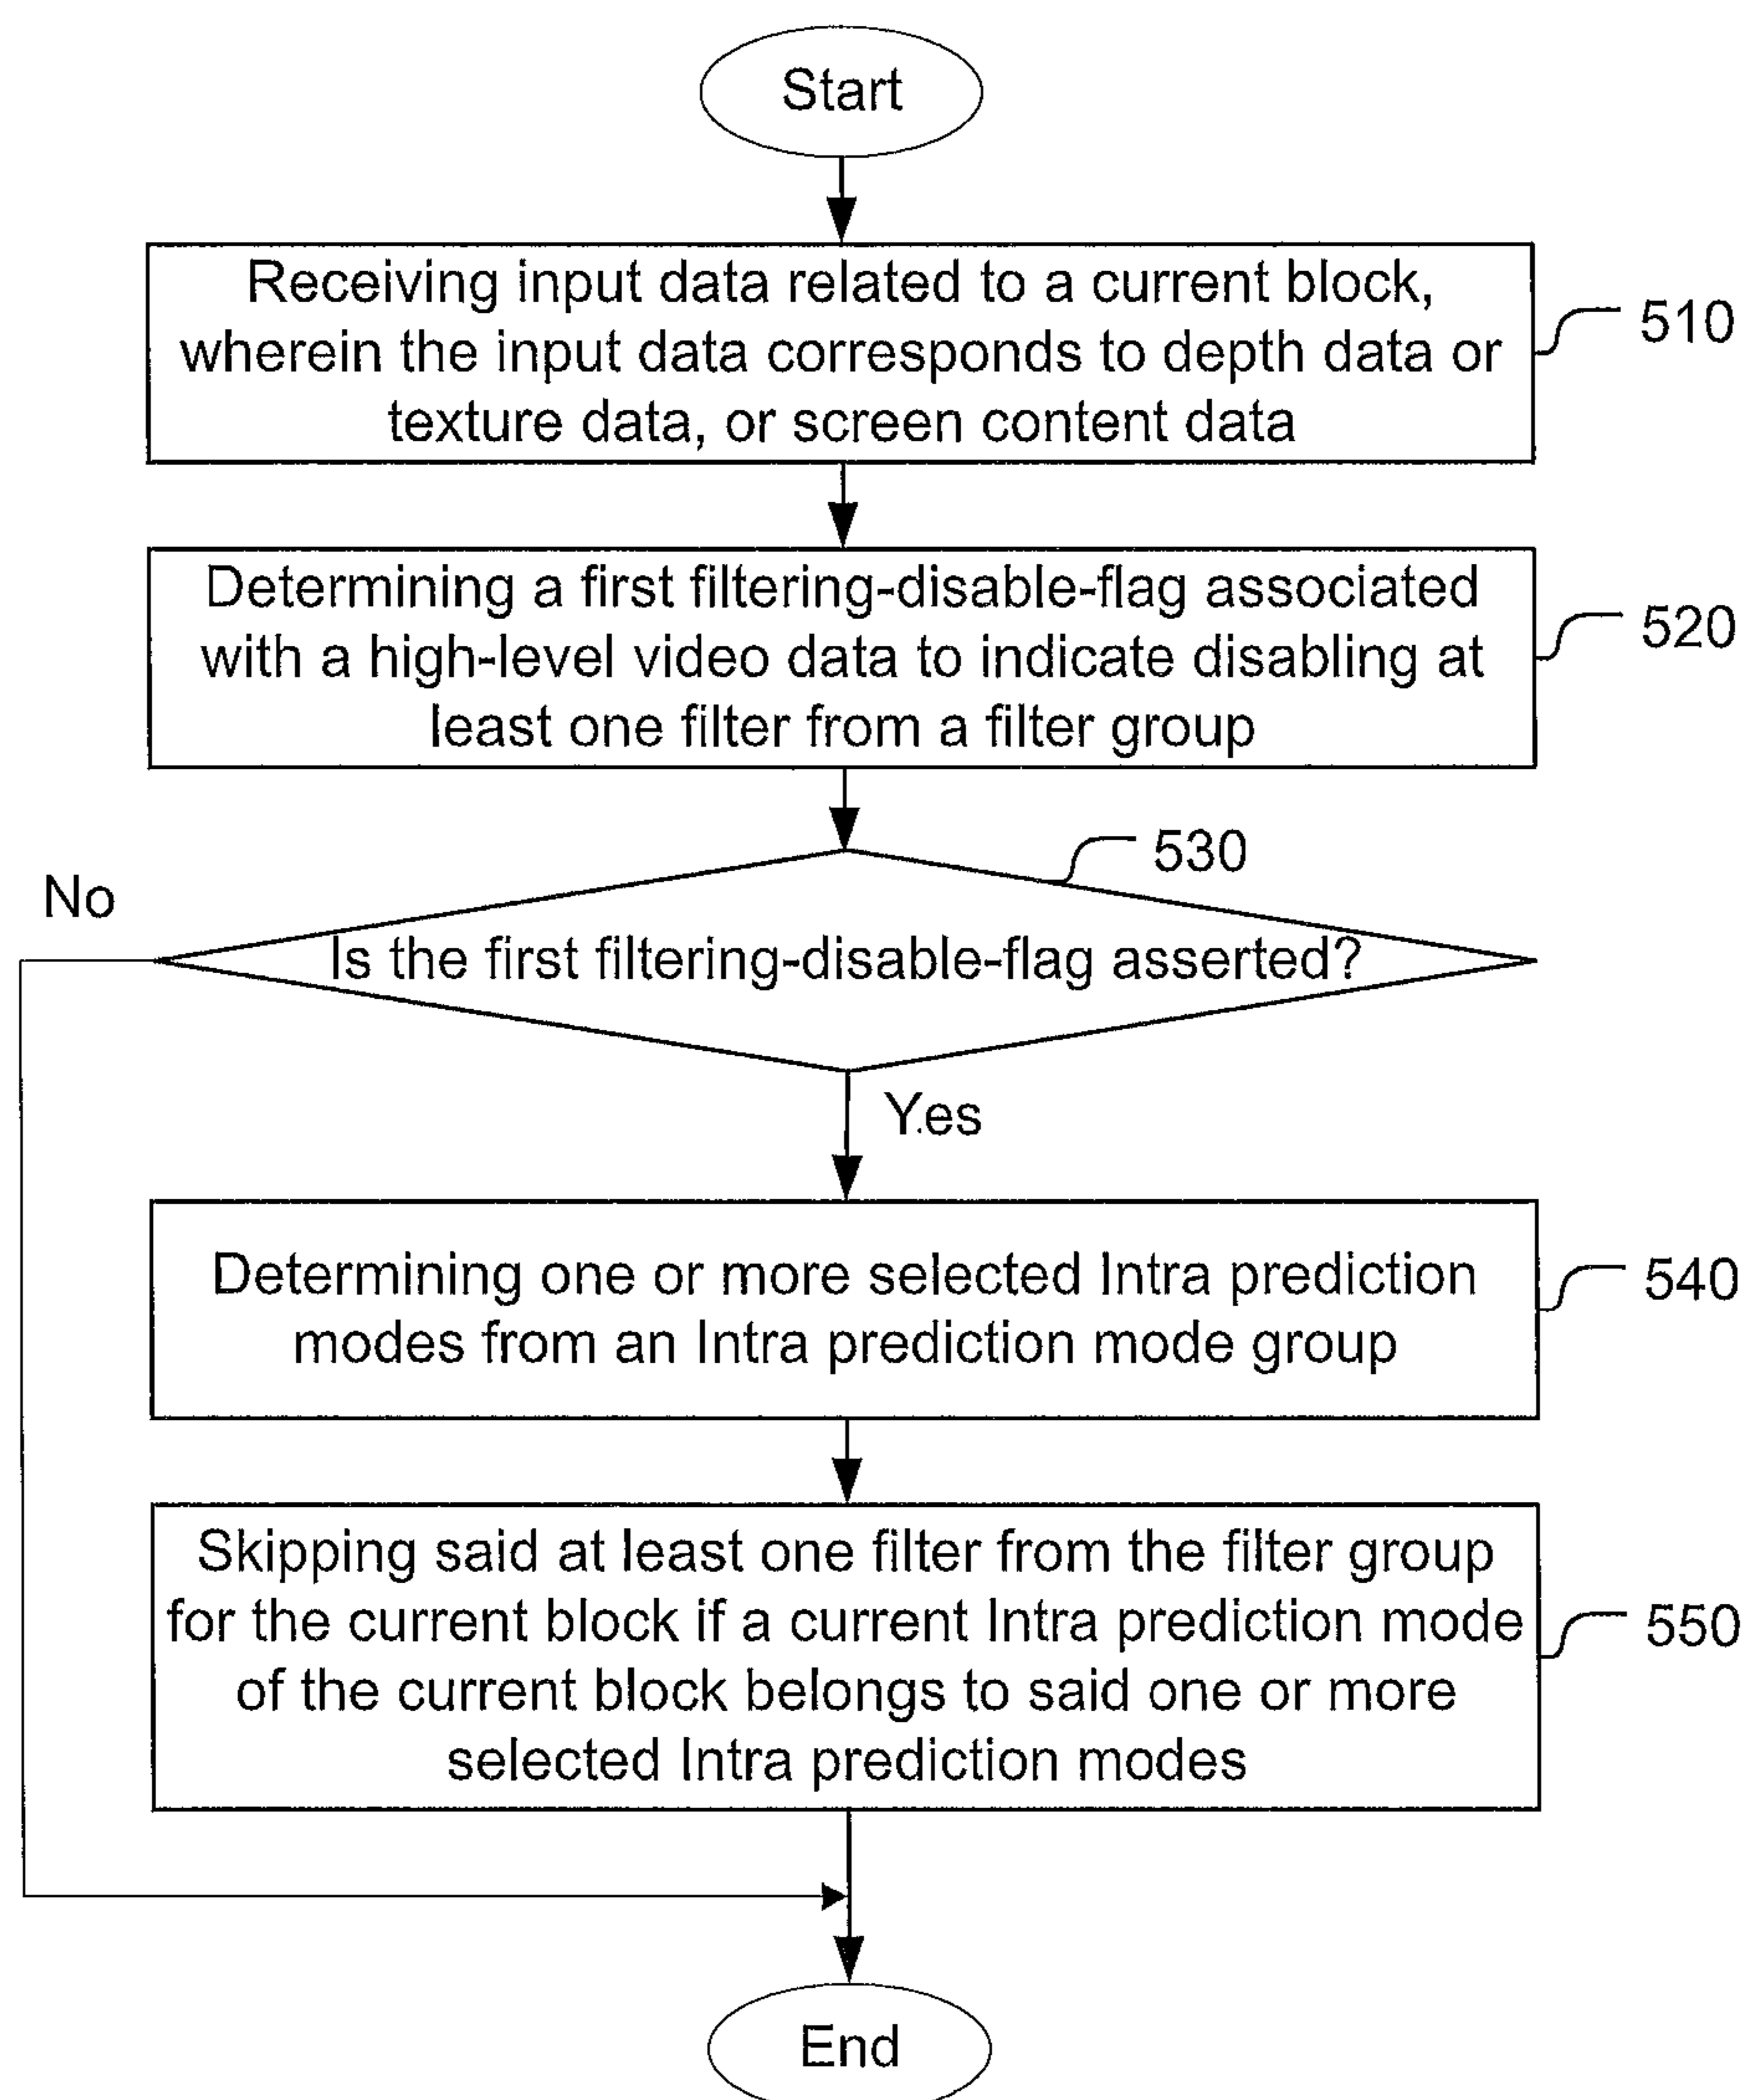 Start
Receiving input data related to a current block,
wherein the input data corresponds to depth data or
texture data, or screen content data
510
Determining a first filtering-disable-flag associated
with a high-level video data to indicate disabling at
least one filter from a filter group
520
530
No
Is the first filtering-disable-flag asserted?
Yes
Determining one or more selected Intra prediction
modes from an Intra prediction mode group
540
Skipping said at least one filter from the filter group
for the current block if a current Intra prediction mode
of the current block belongs to said one or more
selected Intra prediction modes
550
End